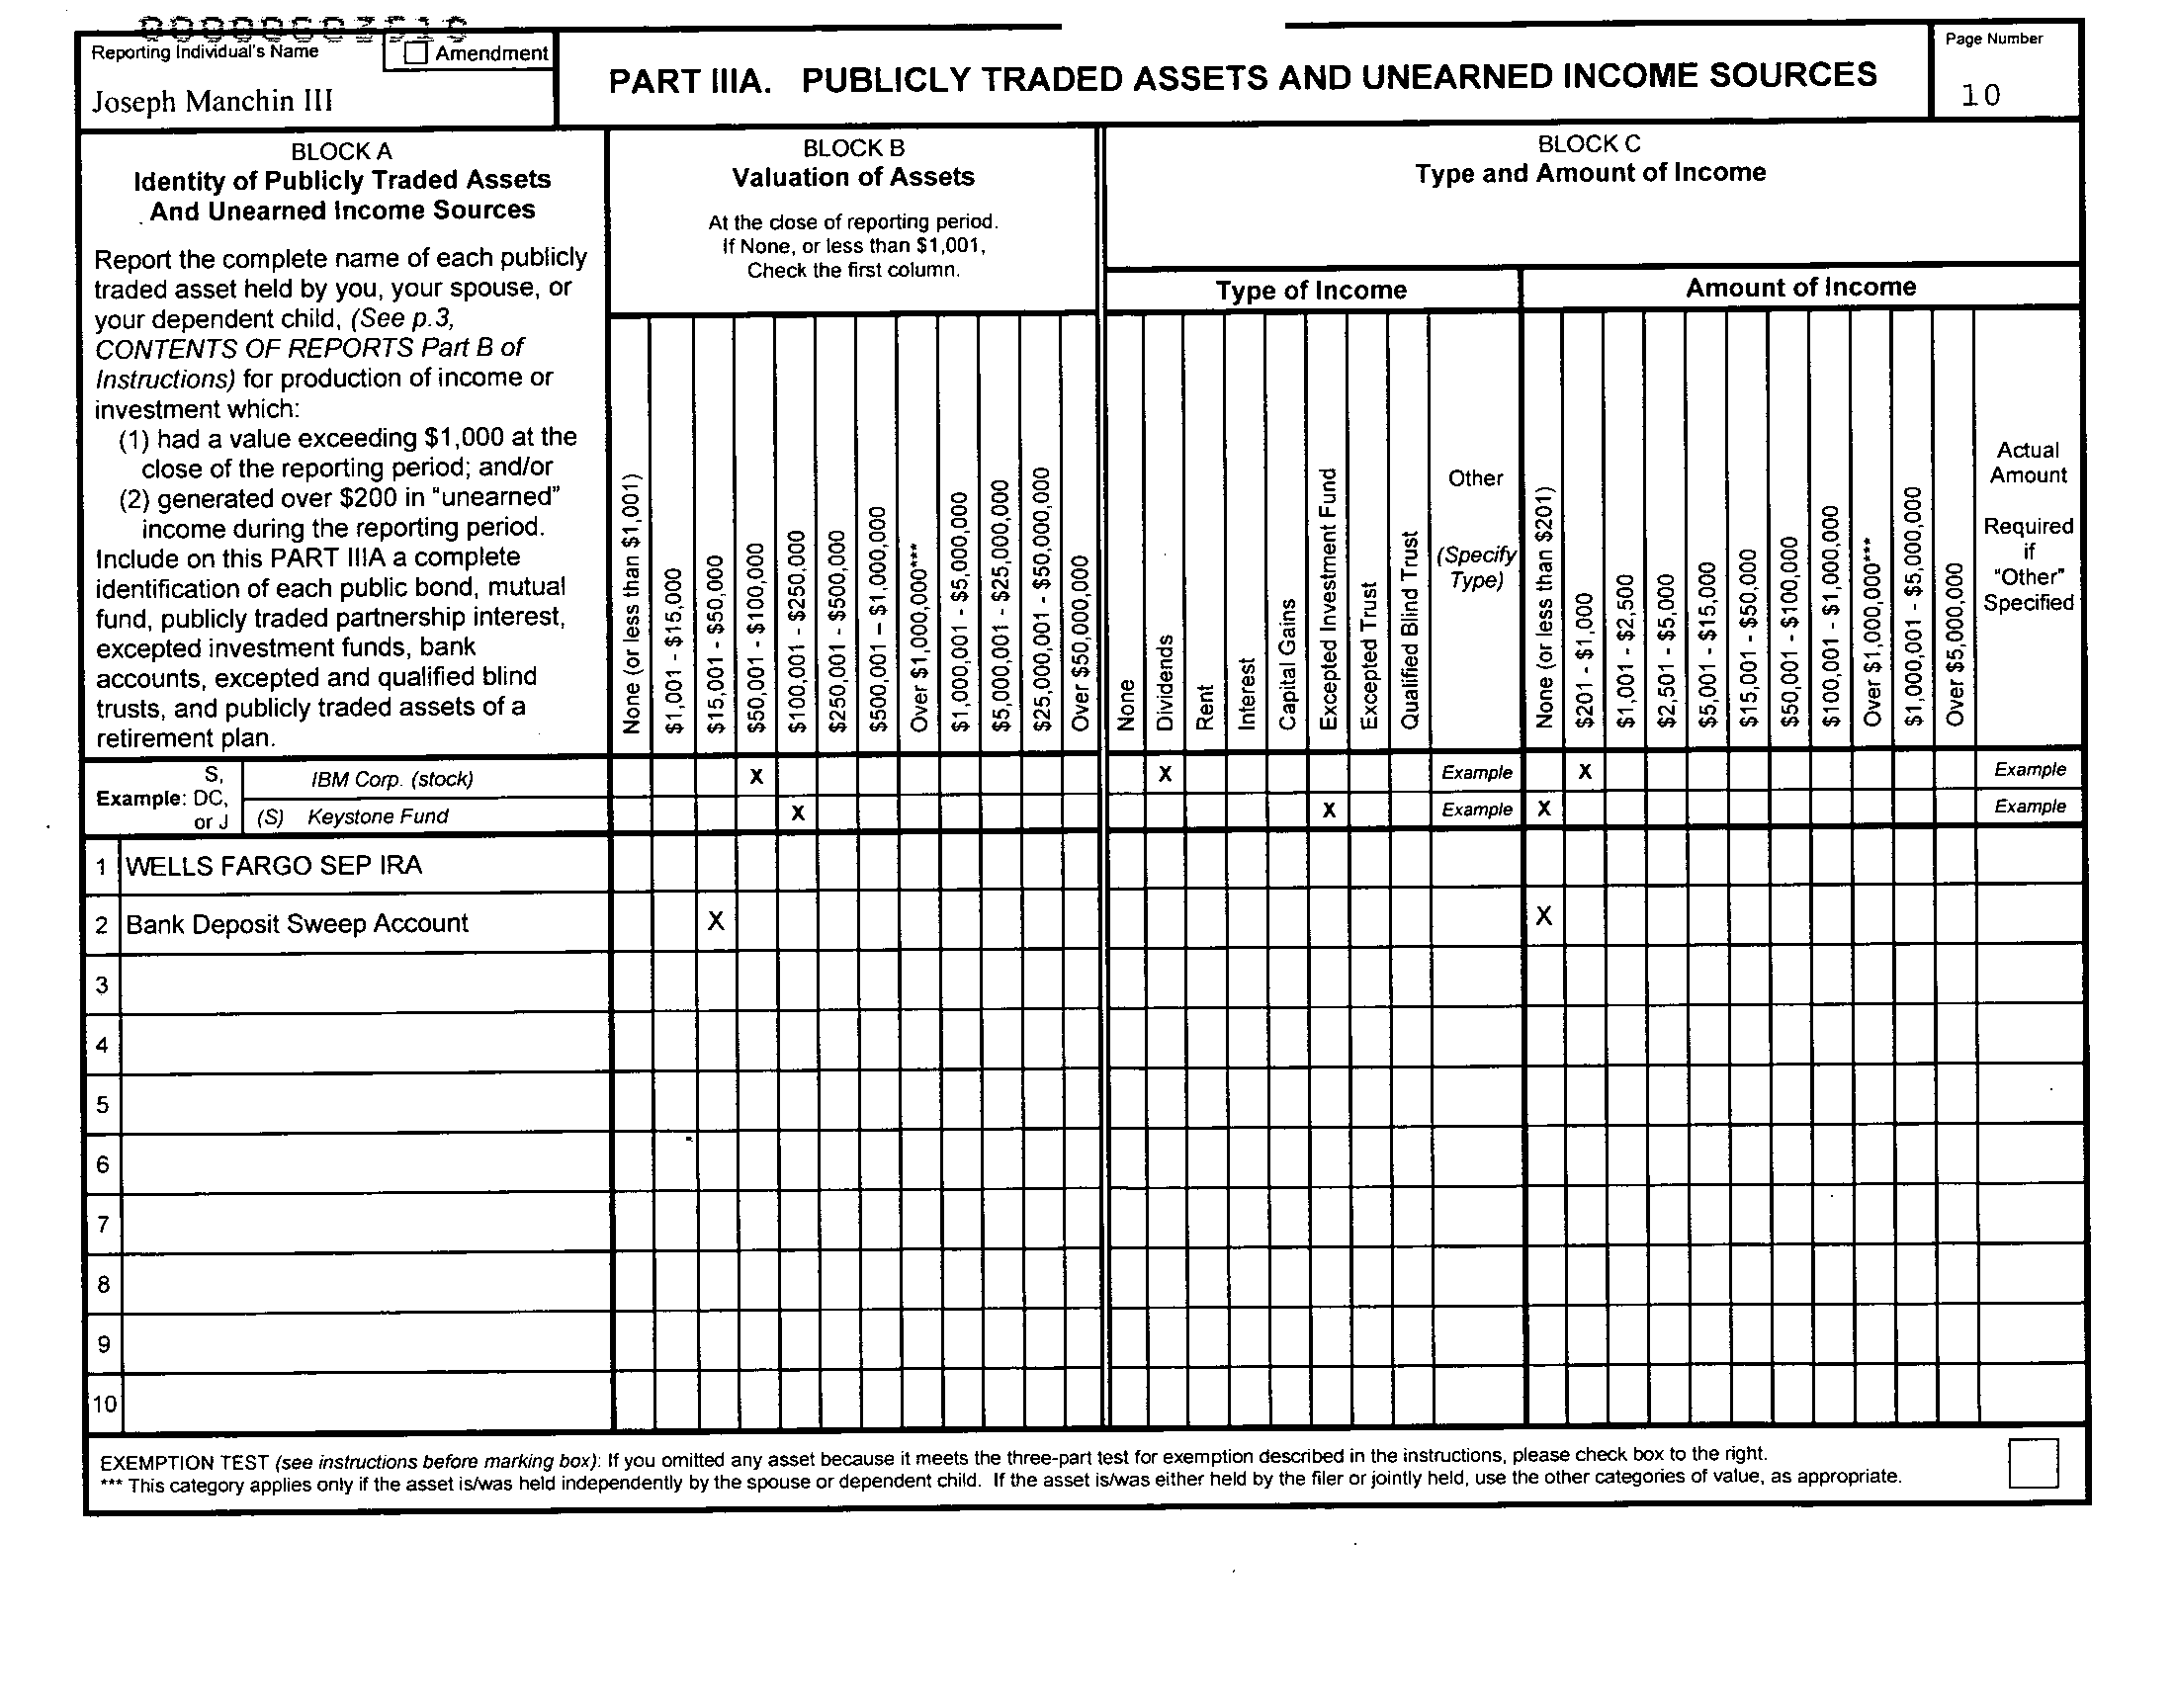 Reporting Individual's Name
Amendment
Joseph Manchin III
PART IIIA. PUBLICLY TRADED ASSETS AND UNEARNED INCOME SOURCES
Page Number
10
BLOCK A
Identity of Publicly Traded Assets
And Unearned Income Sources
Report the complete name of each publicly
traded asset held by you, your spouse, or
your dependent child, (See p.3,
CONTENTS OF REPORTS Part B of
Instructions) for production of income or
investment which:
(1) had a value exceeding $1,000 at the
close of the reporting period; and/or
(2) generated over $200 in "unearned"
income during the reporting period.
Include on this PART IIIA a complete
identification of each public bond, mutual
fund, publicly traded partnership interest,
excepted investment funds, bank
accounts, excepted and qualified blind
trusts, and publicly traded assets of a
retirement plan.
BLOCK B
Valuation of Assets
At the close of reporting period.
If None, or less than $1,001,
Check the first column.
None (or less than $1,001)
$1,001 - $15,000
$15,001 - $50,000
$50,001 - $100,000
$100,001 - $250,000
$250,001 - $500,000
$500,001 – $1,000,000
Over $1,000,000***
$1,000,001 - $5,000,000
$5,000,001 - $25,000,000
$25,000,001 - $50,000,000
Over $50,000,000
BLOCK C
Type and Amount of Income
Type of Income
None
Dividends
Rent
Interest
Capital Gains
Excepted Investment Fund
Excepted Trust
Qualified Blind Trust
Other
(Specify
Type)
Amount of Income
None (or less than $201)
$201 - $1,000
$1,001 - $2,500
$2,501 - $5,000
$5,001 - $15,000
$15,001 - $50,000
$50,001 - $100,000
$100,001 - $1,000,000
Over $1,000,000***
$1,000,001 - $5,000,000
Over $5,000,000
Actual
Amount
Required
if
"Other"
Specified
Example:
S,
DC,
or J
IBM Corp. (stock) X X Example X Example
(S) Keystone Fund X X Example X Example
1 WELLS FARGO SEP IRA
2 Bank Deposit Sweep Account X X
3
4
5
6
7
8
9
10
EXEMPTION TEST (see instructions before marking box): If you omitted any asset because it meets the three-part test for exemption described in the instructions, please check box to the right.
*** This category applies only if the asset is/was held independently by the spouse or dependent child. If the asset is/was either held by the filer or jointly held, use the other categories of value, as appropriate.